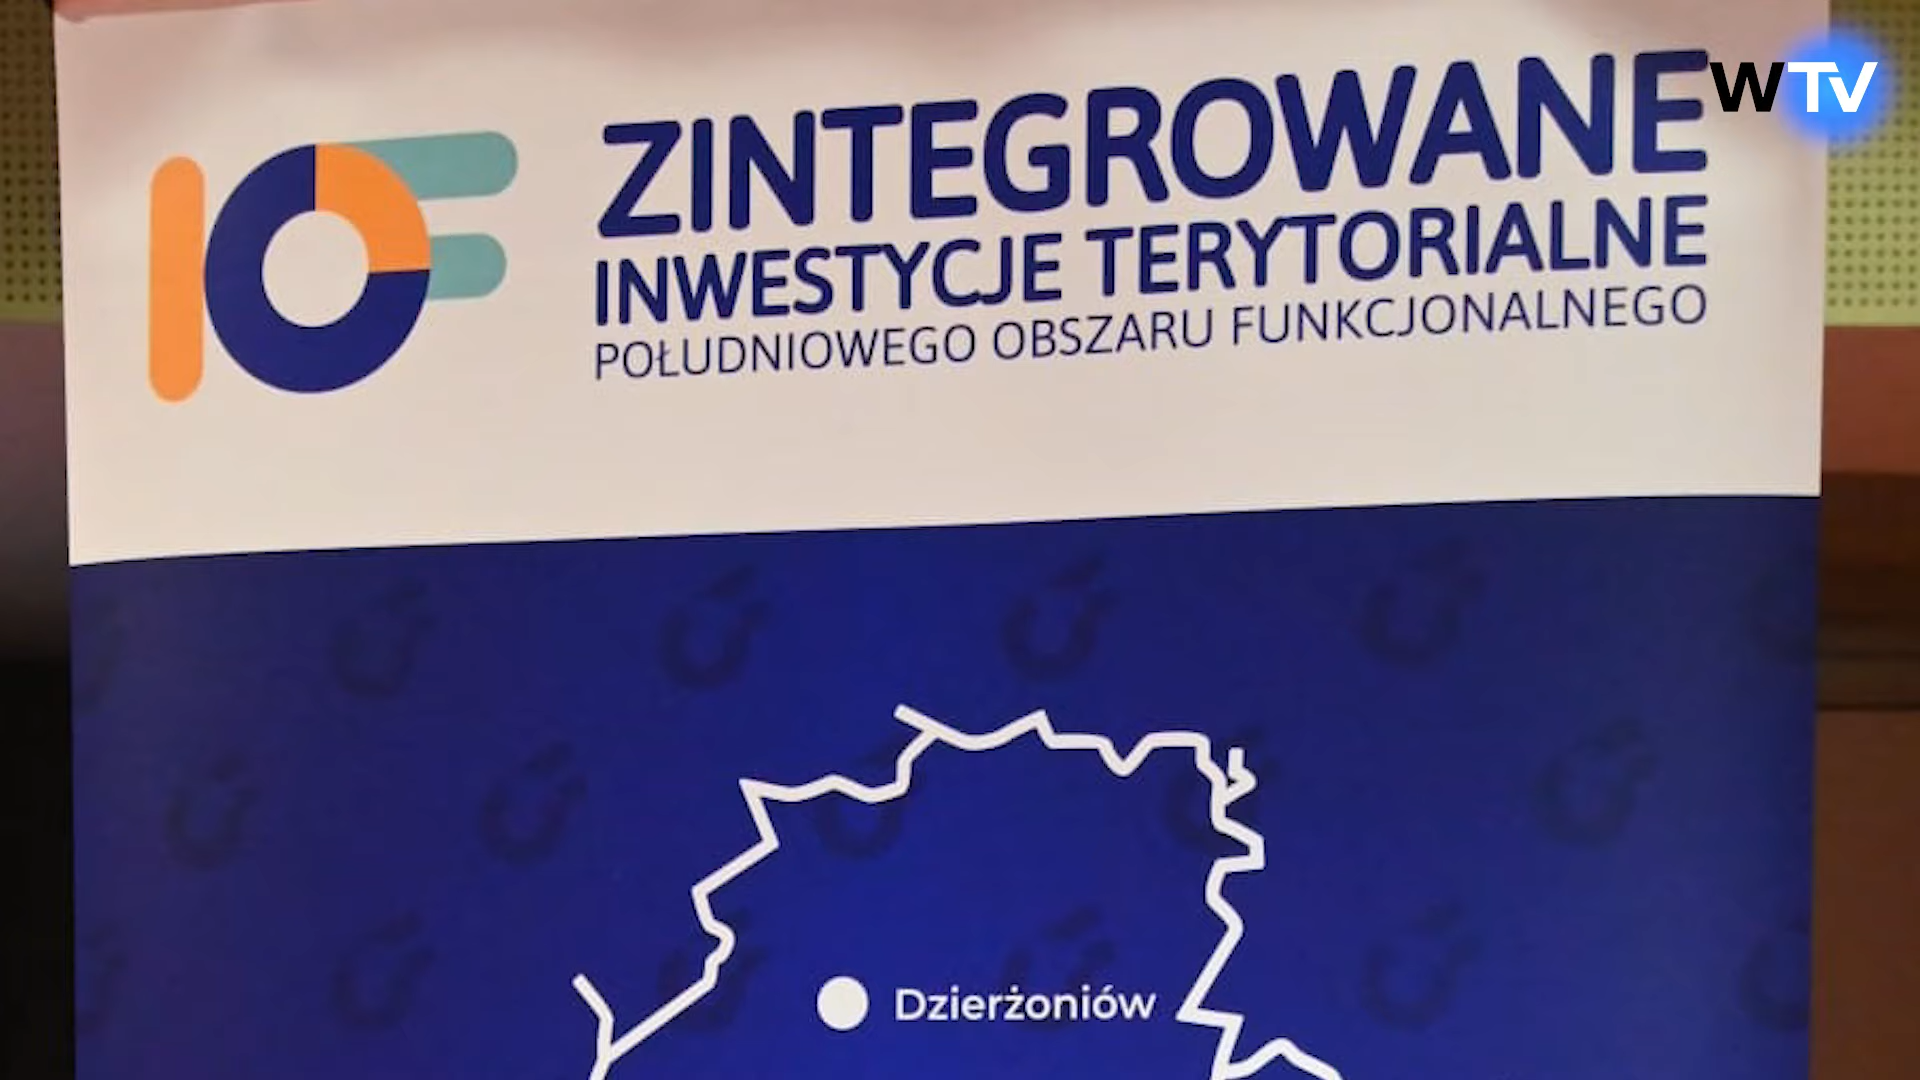 WTV
ZINTEGROWANE
INWESTYCJE TERYTORIALNE
POŁUDNIOWEGO OBSZARU FUNKCJONALNEGO
Dzierżoniów